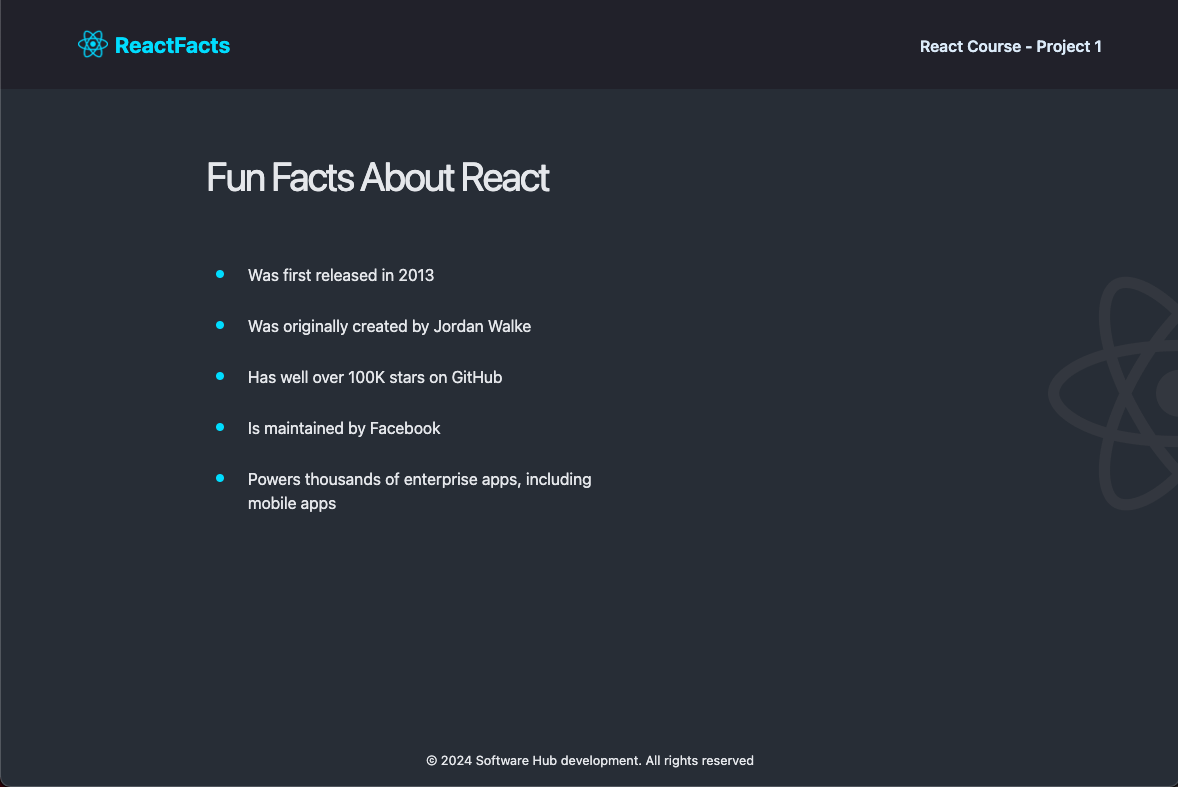 ReactFacts
React Course - Project 1
Fun Facts About React
Was first released in 2013
Was originally created by Jordan Walke
Has well over 100K stars on GitHub
Is maintained by Facebook
Powers thousands of enterprise apps, including
mobile apps
© 2024 Software Hub development. All rights reserved